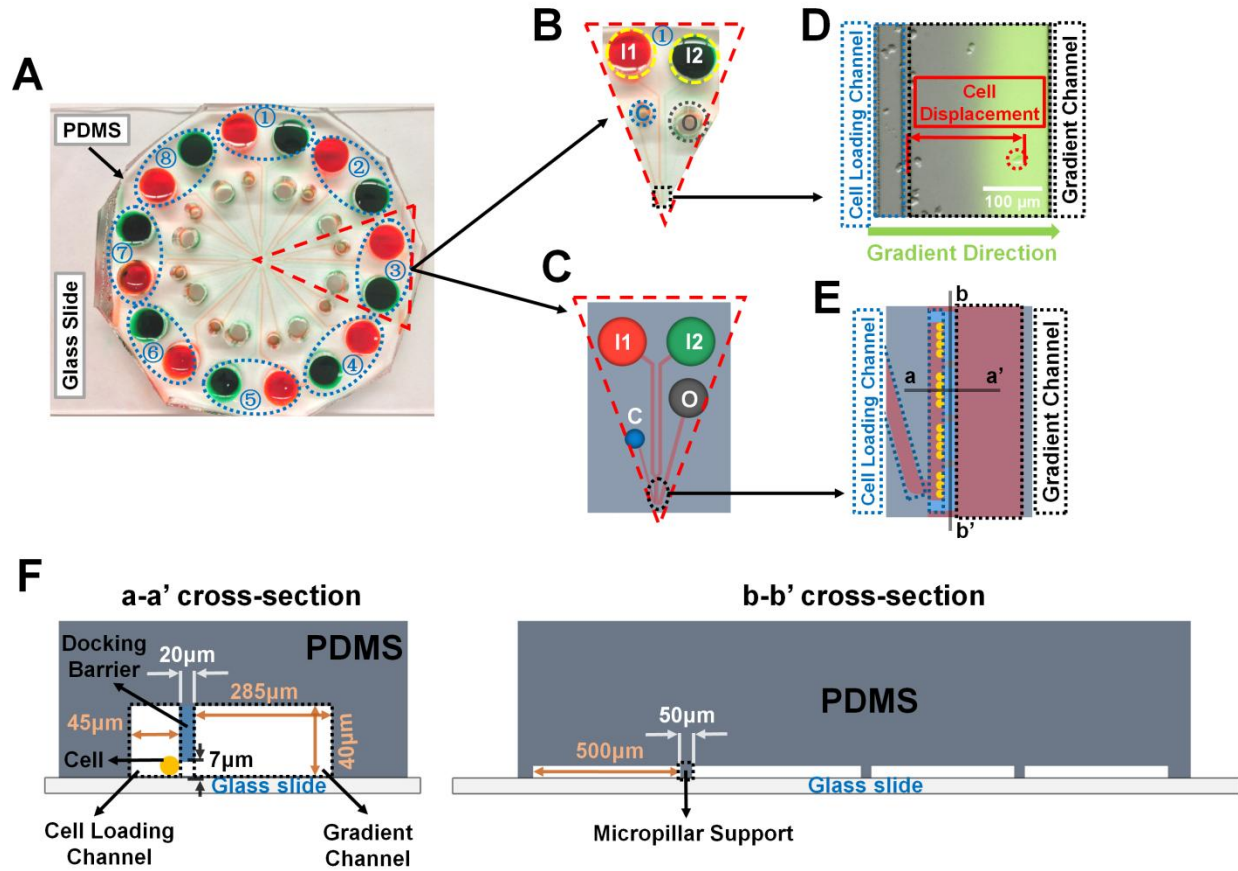 A
PDMS
Glass Slide
①
②
③
④
⑤
⑥
⑦
⑧
B
①
I1
I2
C
O
C
I1
I2
C
O
D
Cell Loading Channel
Cell
Displacement
100 µm
Gradient Channel
Gradient Direction
E
Cell Loading Channel
b
a
a'
b'
Gradient Channel
F
a-a' cross-section
Docking
Barrier
20µm
PDMS
285µm
45µm
40µm
Cell
7µm
Glass slide
Cell Loading
Channel
Gradient
Channel
b-b' cross-section
PDMS
50µm
500µm
Glass slide
Micropillar Support